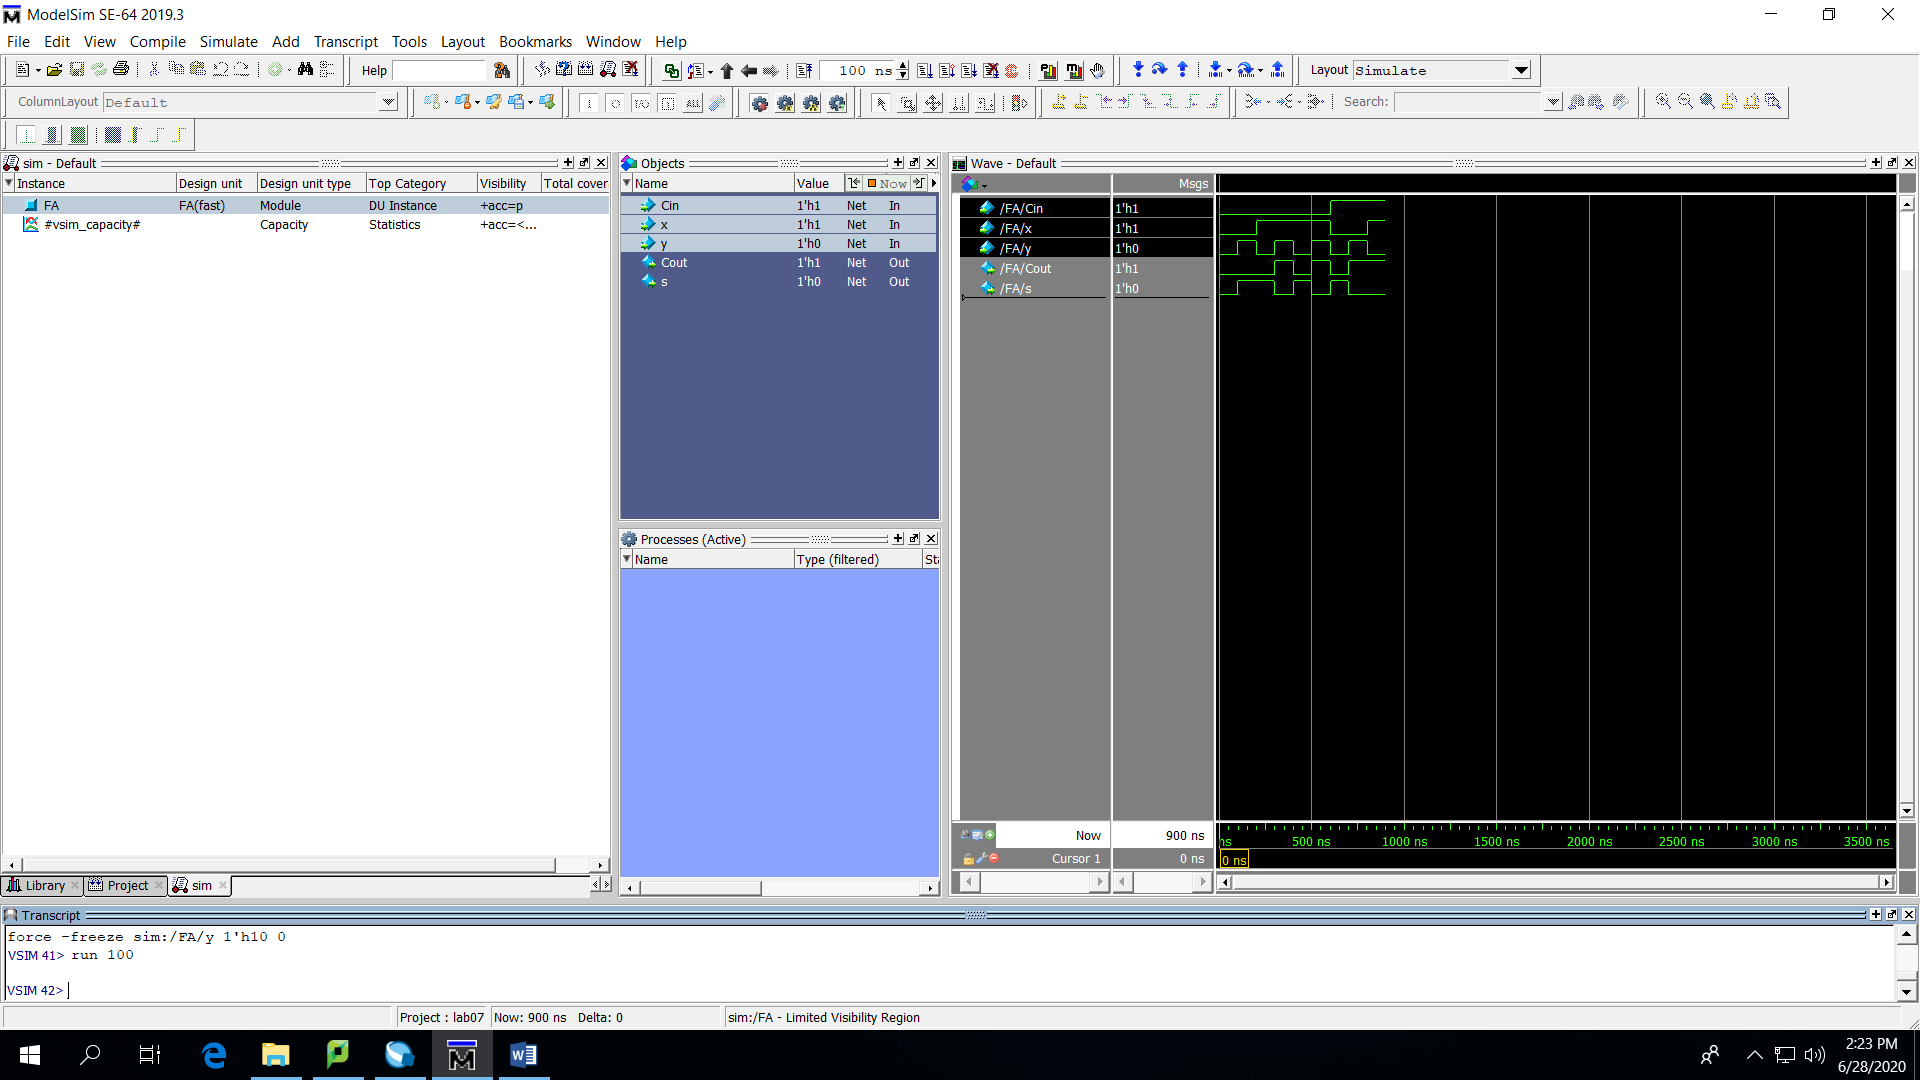 ModelSim SE-64 2019.3
File Edit View Compile Simulate Add Transcript Tools Layout Bookmarks Window Help
Help 100 ns Layout Simulate
ColumnLayout Default Search:
sim - Default
Instance Design unit Design unit type Top Category Visibility Total cover
FA FA(fast) Module DU Instance +acc=p
#vsim_capacity# Capacity Statistics +acc=<...
Library Project sim
Objects
Name Value Now
Cin 1'h1 Net In
x 1'h1 Net In
y 1'h0 Net In
Cout 1'h1 Net Out
s 1'h0 Net Out
Processes (Active)
Name Type (filtered) Sta
Wave - Default
Msgs
/FA/Cin 1'h1
/FA/x 1'h1
/FA/y 1'h0
/FA/Cout 1'h1
/FA/s 1'h0
Now 900 ns
ns 500 ns 1000 ns 1500 ns 2000 ns 2500 ns 3000 ns 3500 ns
Cursor 1 0 ns
0 ns
Transcript
force -freeze sim:/FA/y 1'h10 0
VSIM 41> run 100
VSIM 42>
Project : lab07 Now: 900 ns Delta: 0 sim:/FA - Limited Visibility Region
2:23 PM
6/28/2020